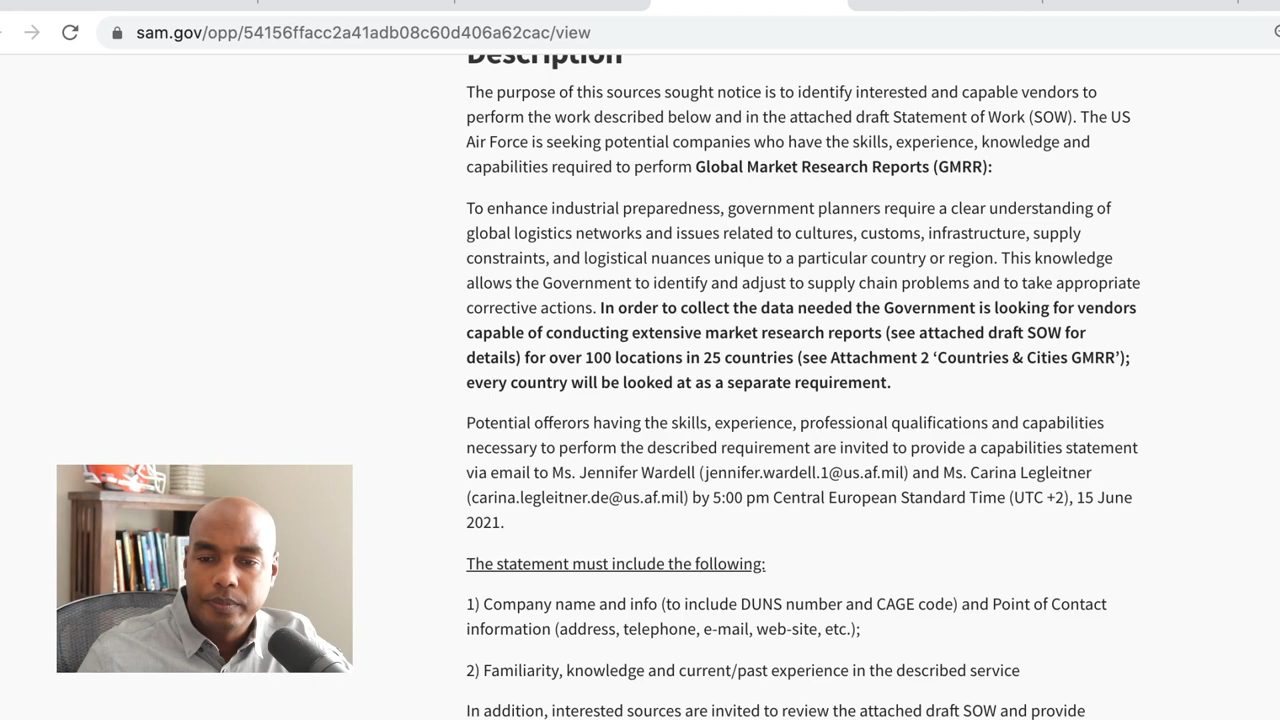 sam.gov/opp/54156ffacc2a41adb08c60d406a62cac/view
Description
The purpose of this sources sought notice is to identify interested and capable vendors to
perform the work described below and in the attached draft Statement of Work (SOW). The US
Air Force is seeking potential companies who have the skills, experience, knowledge and
capabilities required to perform Global Market Research Reports (GMRR):
To enhance industrial preparedness, government planners require a clear understanding of
global logistics networks and issues related to cultures, customs, infrastructure, supply
constraints, and logistical nuances unique to a particular country or region. This knowledge
allows the Government to identify and adjust to supply chain problems and to take appropriate
corrective actions. In order to collect the data needed the Government is looking for vendors
capable of conducting extensive market research reports (see attached draft SOW for
details) for over 100 locations in 25 countries (see Attachment 2 ‘Countries & Cities GMRR’);
every country will be looked at as a separate requirement.
Potential offerors having the skills, experience, professional qualifications and capabilities
necessary to perform the described requirement are invited to provide a capabilities statement
via email to Ms. Jennifer Wardell (jennifer.wardell.1@us.af.mil) and Ms. Carina Legleitner
(carina.legleitner.de@us.af.mil) by 5:00 pm Central European Standard Time (UTC +2), 15 June
2021.
The statement must include the following:
1) Company name and info (to include DUNS number and CAGE code) and Point of Contact
information (address, telephone, e-mail, web-site, etc.);
2) Familiarity, knowledge and current/past experience in the described service
In addition, interested sources are invited to review the attached draft SOW and provide